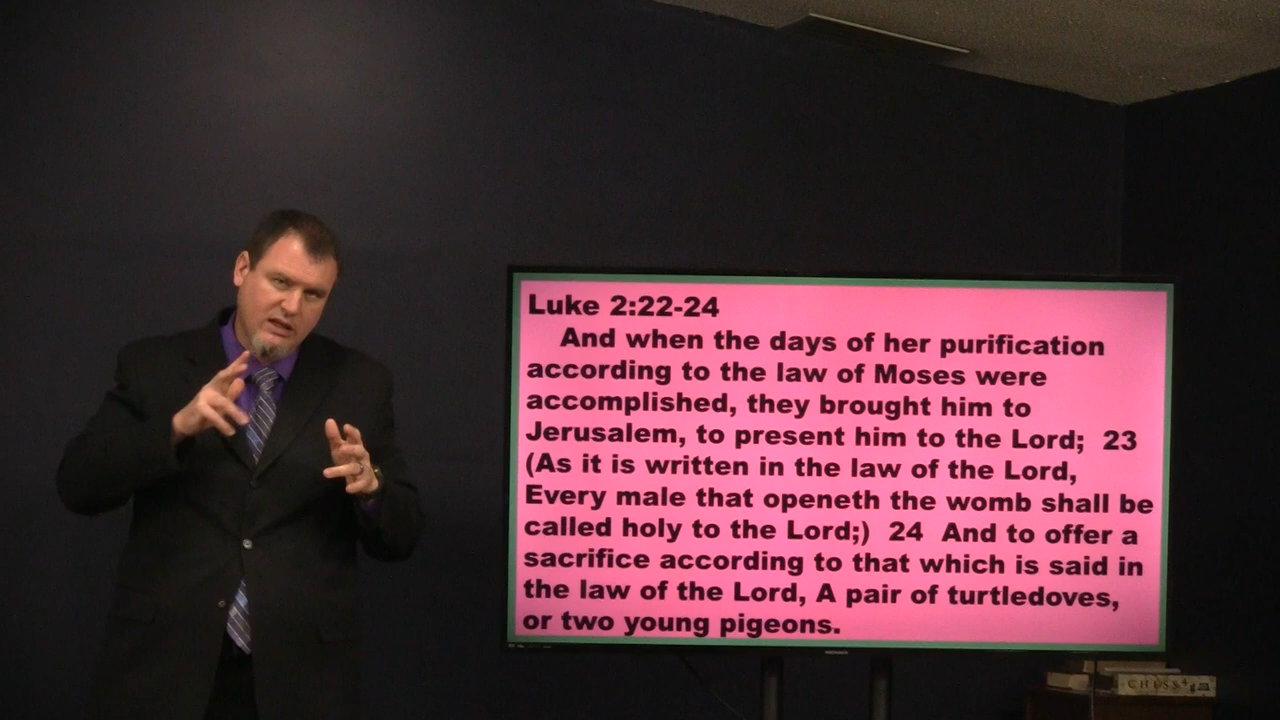 Luke 2:22-24
And when the days of her purification
according to the law of Moses were
accomplished, they brought him to
Jerusalem, to present him to the Lord; 23
(As it is written in the law of the Lord,
Every male that openeth the womb shall be
called holy to the Lord;) 24 And to offer a
sacrifice according to that which is said in
the law of the Lord, A pair of turtledoves,
or two young pigeons.
CHESS